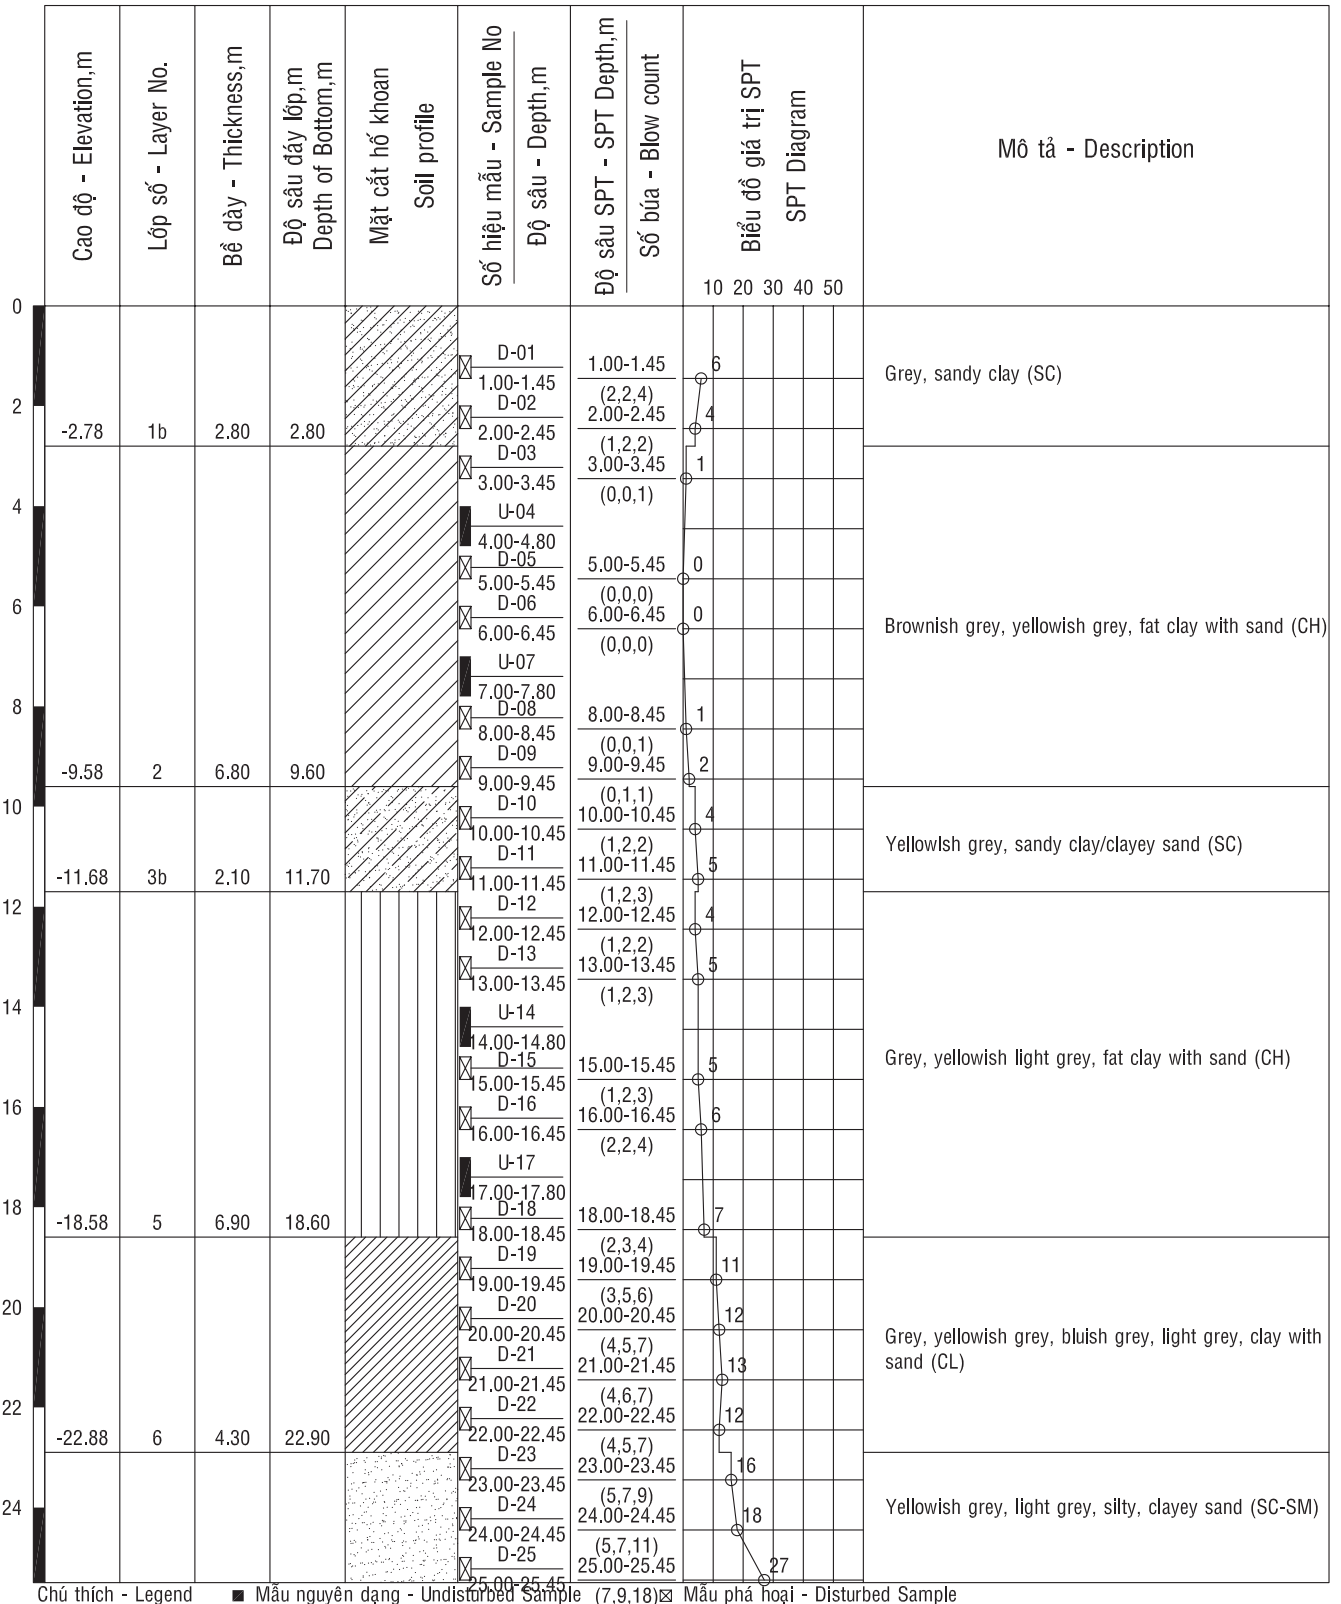 Cao độ - Elevation,m
Lớp số - Layer No.
Bề dày - Thickness,m
Độ sâu đáy lớp,m
Depth of Bottom,m
Mặt cắt hố khoan
Soil profile
Số hiệu mẫu - Sample No
Độ sâu - Depth,m
Độ sâu SPT - SPT Depth,m
Số búa - Blow count
Biểu đồ giá trị SPT
SPT Diagram
10 20 30 40 50
Mô tả - Description
0
D-01
1.00-1.45
1.00-1.45
(2,2,4)
6
Grey, sandy clay (SC)
2
D-02
2.00-2.45
2.00-2.45
(1,2,2)
4
-2.78 1b 2.80 2.80
D-03
3.00-3.45
3.00-3.45
(0,0,1)
1
4
U-04
4.00-4.80
D-05
5.00-5.45
5.00-5.45
(0,0,0)
0
6
D-06
6.00-6.45
6.00-6.45
(0,0,0)
0
Brownish grey, yellowish grey, fat clay with sand (CH)
U-07
7.00-7.80
8
D-08
8.00-8.45
8.00-8.45
(0,0,1)
1
D-09
9.00-9.45
9.00-9.45
(0,1,1)
2
-9.58 2 6.80 9.60
10
D-10
10.00-10.45
10.00-10.45
(1,2,2)
4
Yellowish grey, sandy clay/clayey sand (SC)
D-11
11.00-11.45
11.00-11.45
(1,2,3)
5
-11.68 3b 2.10 11.70
12
D-12
12.00-12.45
12.00-12.45
(1,2,2)
4
D-13
13.00-13.45
13.00-13.45
(1,2,3)
5
14
U-14
14.00-14.80
D-15
15.00-15.45
15.00-15.45
(1,2,3)
5
Grey, yellowish light grey, fat clay with sand (CH)
16
D-16
16.00-16.45
16.00-16.45
(2,2,4)
6
U-17
17.00-17.80
18
D-18
18.00-18.45
18.00-18.45
(2,3,4)
7
-18.58 5 6.90 18.60
D-19
19.00-19.45
19.00-19.45
(3,5,6)
11
20
D-20
20.00-20.45
20.00-20.45
(4,5,7)
12
Grey, yellowish grey, bluish grey, light grey, clay with
sand (CL)
D-21
21.00-21.45
21.00-21.45
(4,6,7)
13
22
D-22
22.00-22.45
22.00-22.45
(4,5,7)
12
-22.88 6 4.30 22.90
D-23
23.00-23.45
23.00-23.45
(5,7,9)
16
24
D-24
24.00-24.45
24.00-24.45
(5,7,11)
18
Yellowish grey, light grey, silty, clayey sand (SC-SM)
D-25
25.00-25.45
25.00-25.45
(7,9,18)
27
Chú thích - Legend Mẫu nguyên dạng - Undisturbed Sample Mẫu phá hoại - Disturbed Sample